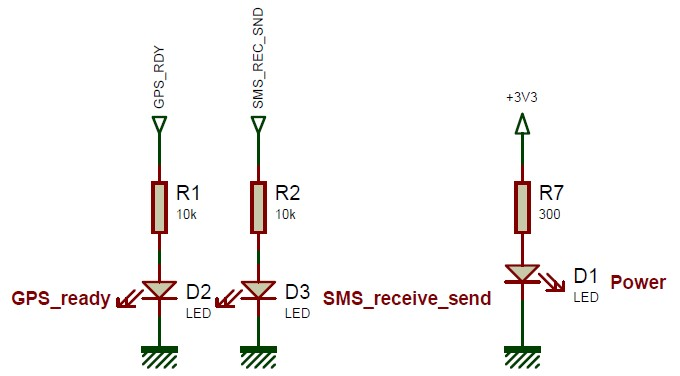 GPS_RDY
SMS_REC_SND
+3V3
R1
10k
R2
10k
R7
300
GPS_ready
D2
LED
D3
LED
SMS_receive_send
D1
LED
Power